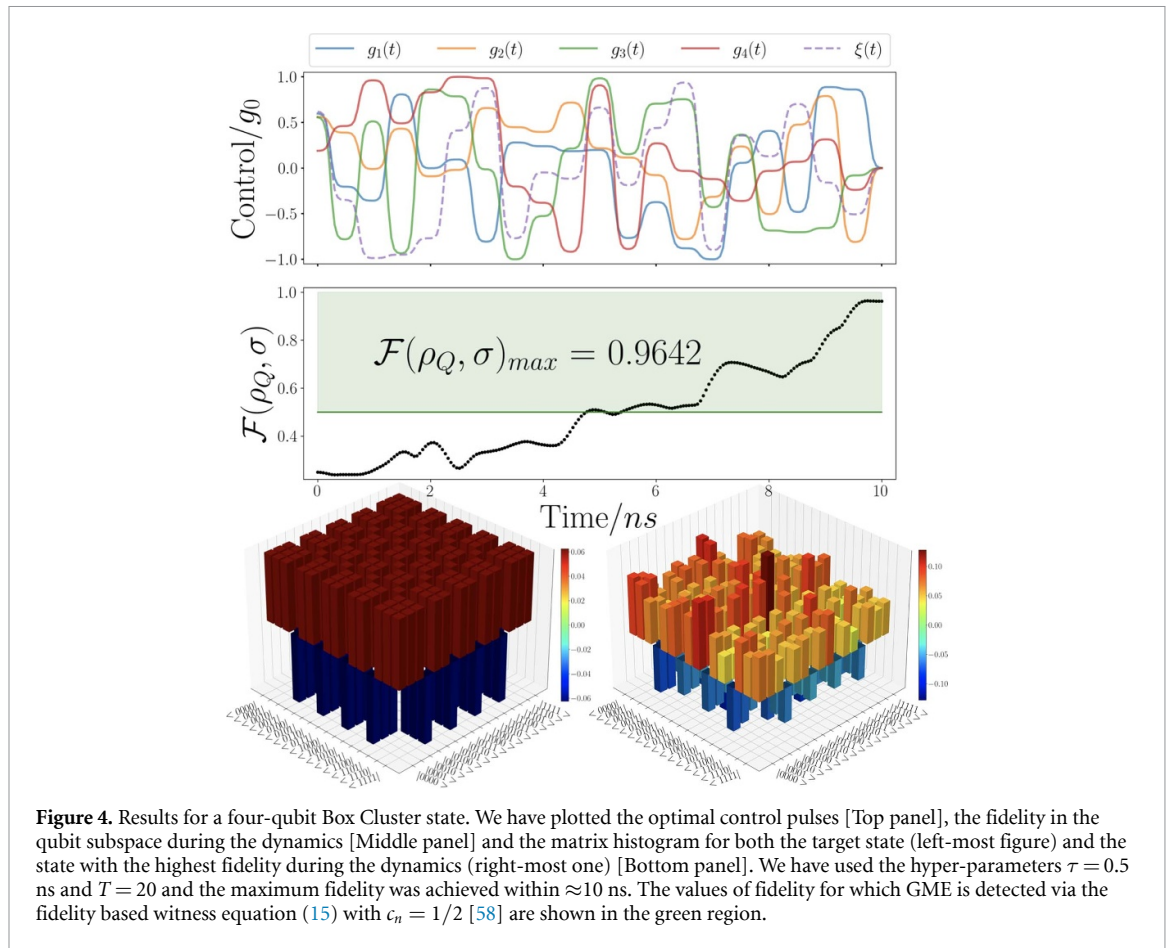 g₁(t) g₂(t) g₃(t) g₄(t) ξ(t)
Control/g₀
1.0
0.5
0.0
−0.5
−1.0
F(ρ_Q, σ)
1.0
0.8
0.6
0.4
F(ρ_Q, σ)_max = 0.9642
0 2 4 6 8 10
Time/ns
0.06
0.04
0.02
0.00
−0.02
−0.04
−0.06
0.10
0.05
0.00
−0.05
−0.10
Figure 4. Results for a four-qubit Box Cluster state. We have plotted the optimal control pulses [Top panel], the fidelity in the
qubit subspace during the dynamics [Middle panel] and the matrix histogram for both the target state (left-most figure) and the
state with the highest fidelity during the dynamics (right-most one) [Bottom panel]. We have used the hyper-parameters τ = 0.5
ns and T = 20 and the maximum fidelity was achieved within ≈10 ns. The values of fidelity for which GME is detected via the
fidelity based witness equation (15) with cₙ = 1/2 [58] are shown in the green region.